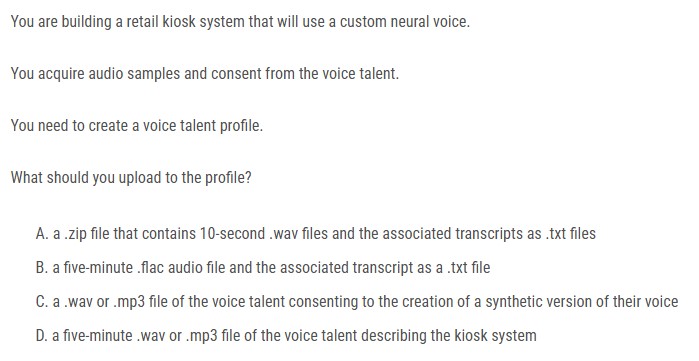 You are building a retail kiosk system that will use a custom neural voice.
You acquire audio samples and consent from the voice talent.
You need to create a voice talent profile.
What should you upload to the profile?
A. a .zip file that contains 10-second .wav files and the associated transcripts as .txt files
B. a five-minute .flac audio file and the associated transcript as a .txt file
C. a .wav or .mp3 file of the voice talent consenting to the creation of a synthetic version of their voice
D. a five-minute .wav or .mp3 file of the voice talent describing the kiosk system